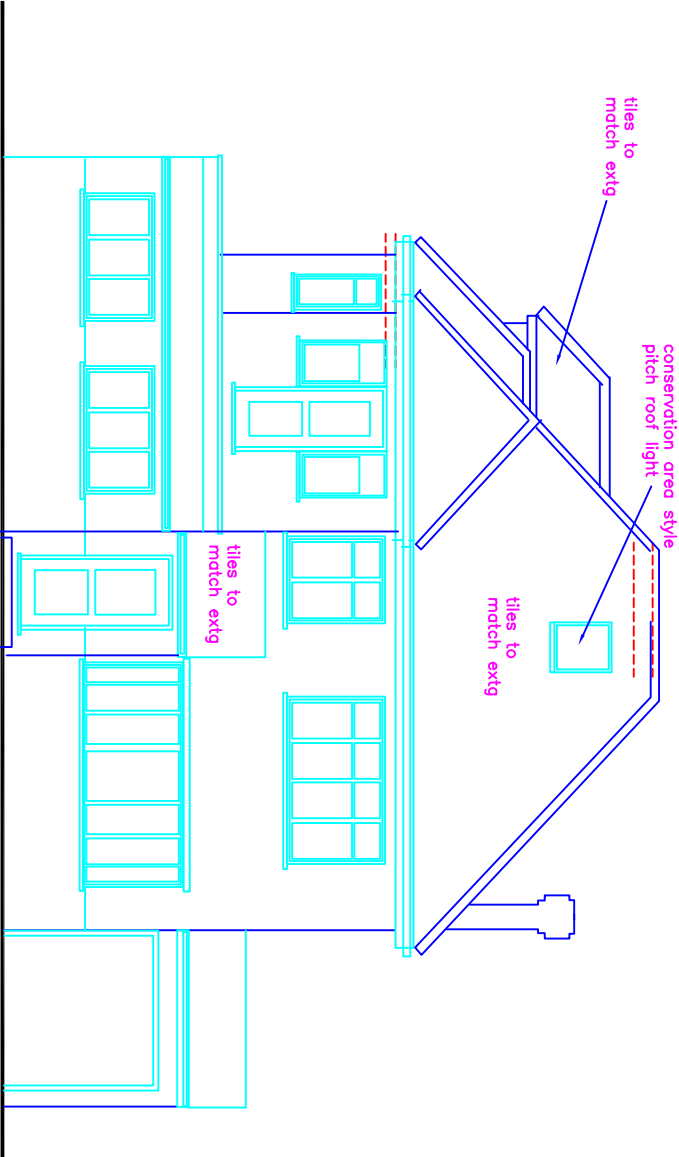 tiles to
match extg
conservation area style
pitch roof light
tiles to
match extg
tiles to
match extg